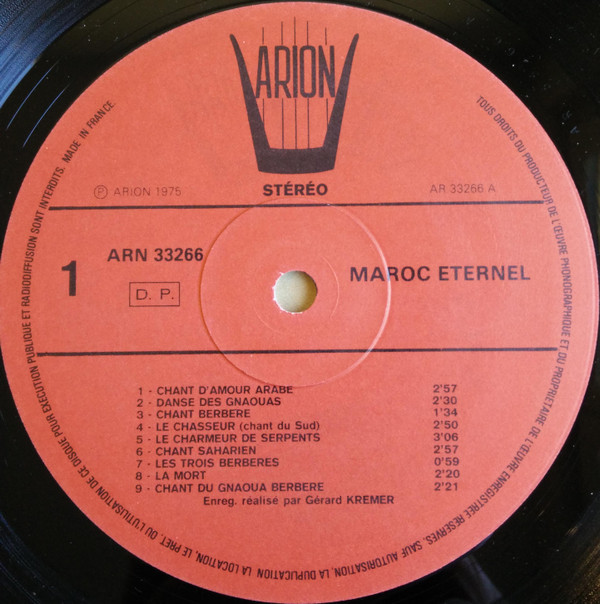 ARION
STÉRÉO
Ⓟ ARION 1975
AR 33266 A
1
ARN 33266
D. P.
MAROC ETERNEL
1 - CHANT D'AMOUR ARABE 2'57
2 - DANSE DES GNAOUAS 2'30
3 - CHANT BERBERE 1'34
4 - LE CHASSEUR (chant du Sud) 2'50
5 - LE CHARMEUR DE SERPENTS 3'06
6 - CHANT SAHARIEN 2'57
7 - LES TROIS BERBERES 0'59
8 - LA MORT 2'20
9 - CHANT DU GNAOUA BERBERE 2'21
Enreg. réalisé par Gérard KREMER
TOUS DROITS DU PRODUCTEUR DE L'ŒUVRE PHONOGRAPHIQUE ET DU PROPRIETAIRE DE L'ŒUVRE ENREGISTREE RESERVES. SAUF AUTORISATION, LA DUPLICATION, LA LOCATION, LE PRET, OU L'UTILISATION DE CE DISQUE POUR EXECUTION PUBLIQUE ET RADIODIFFUSION SONT INTERDITS. MADE IN FRANCE.